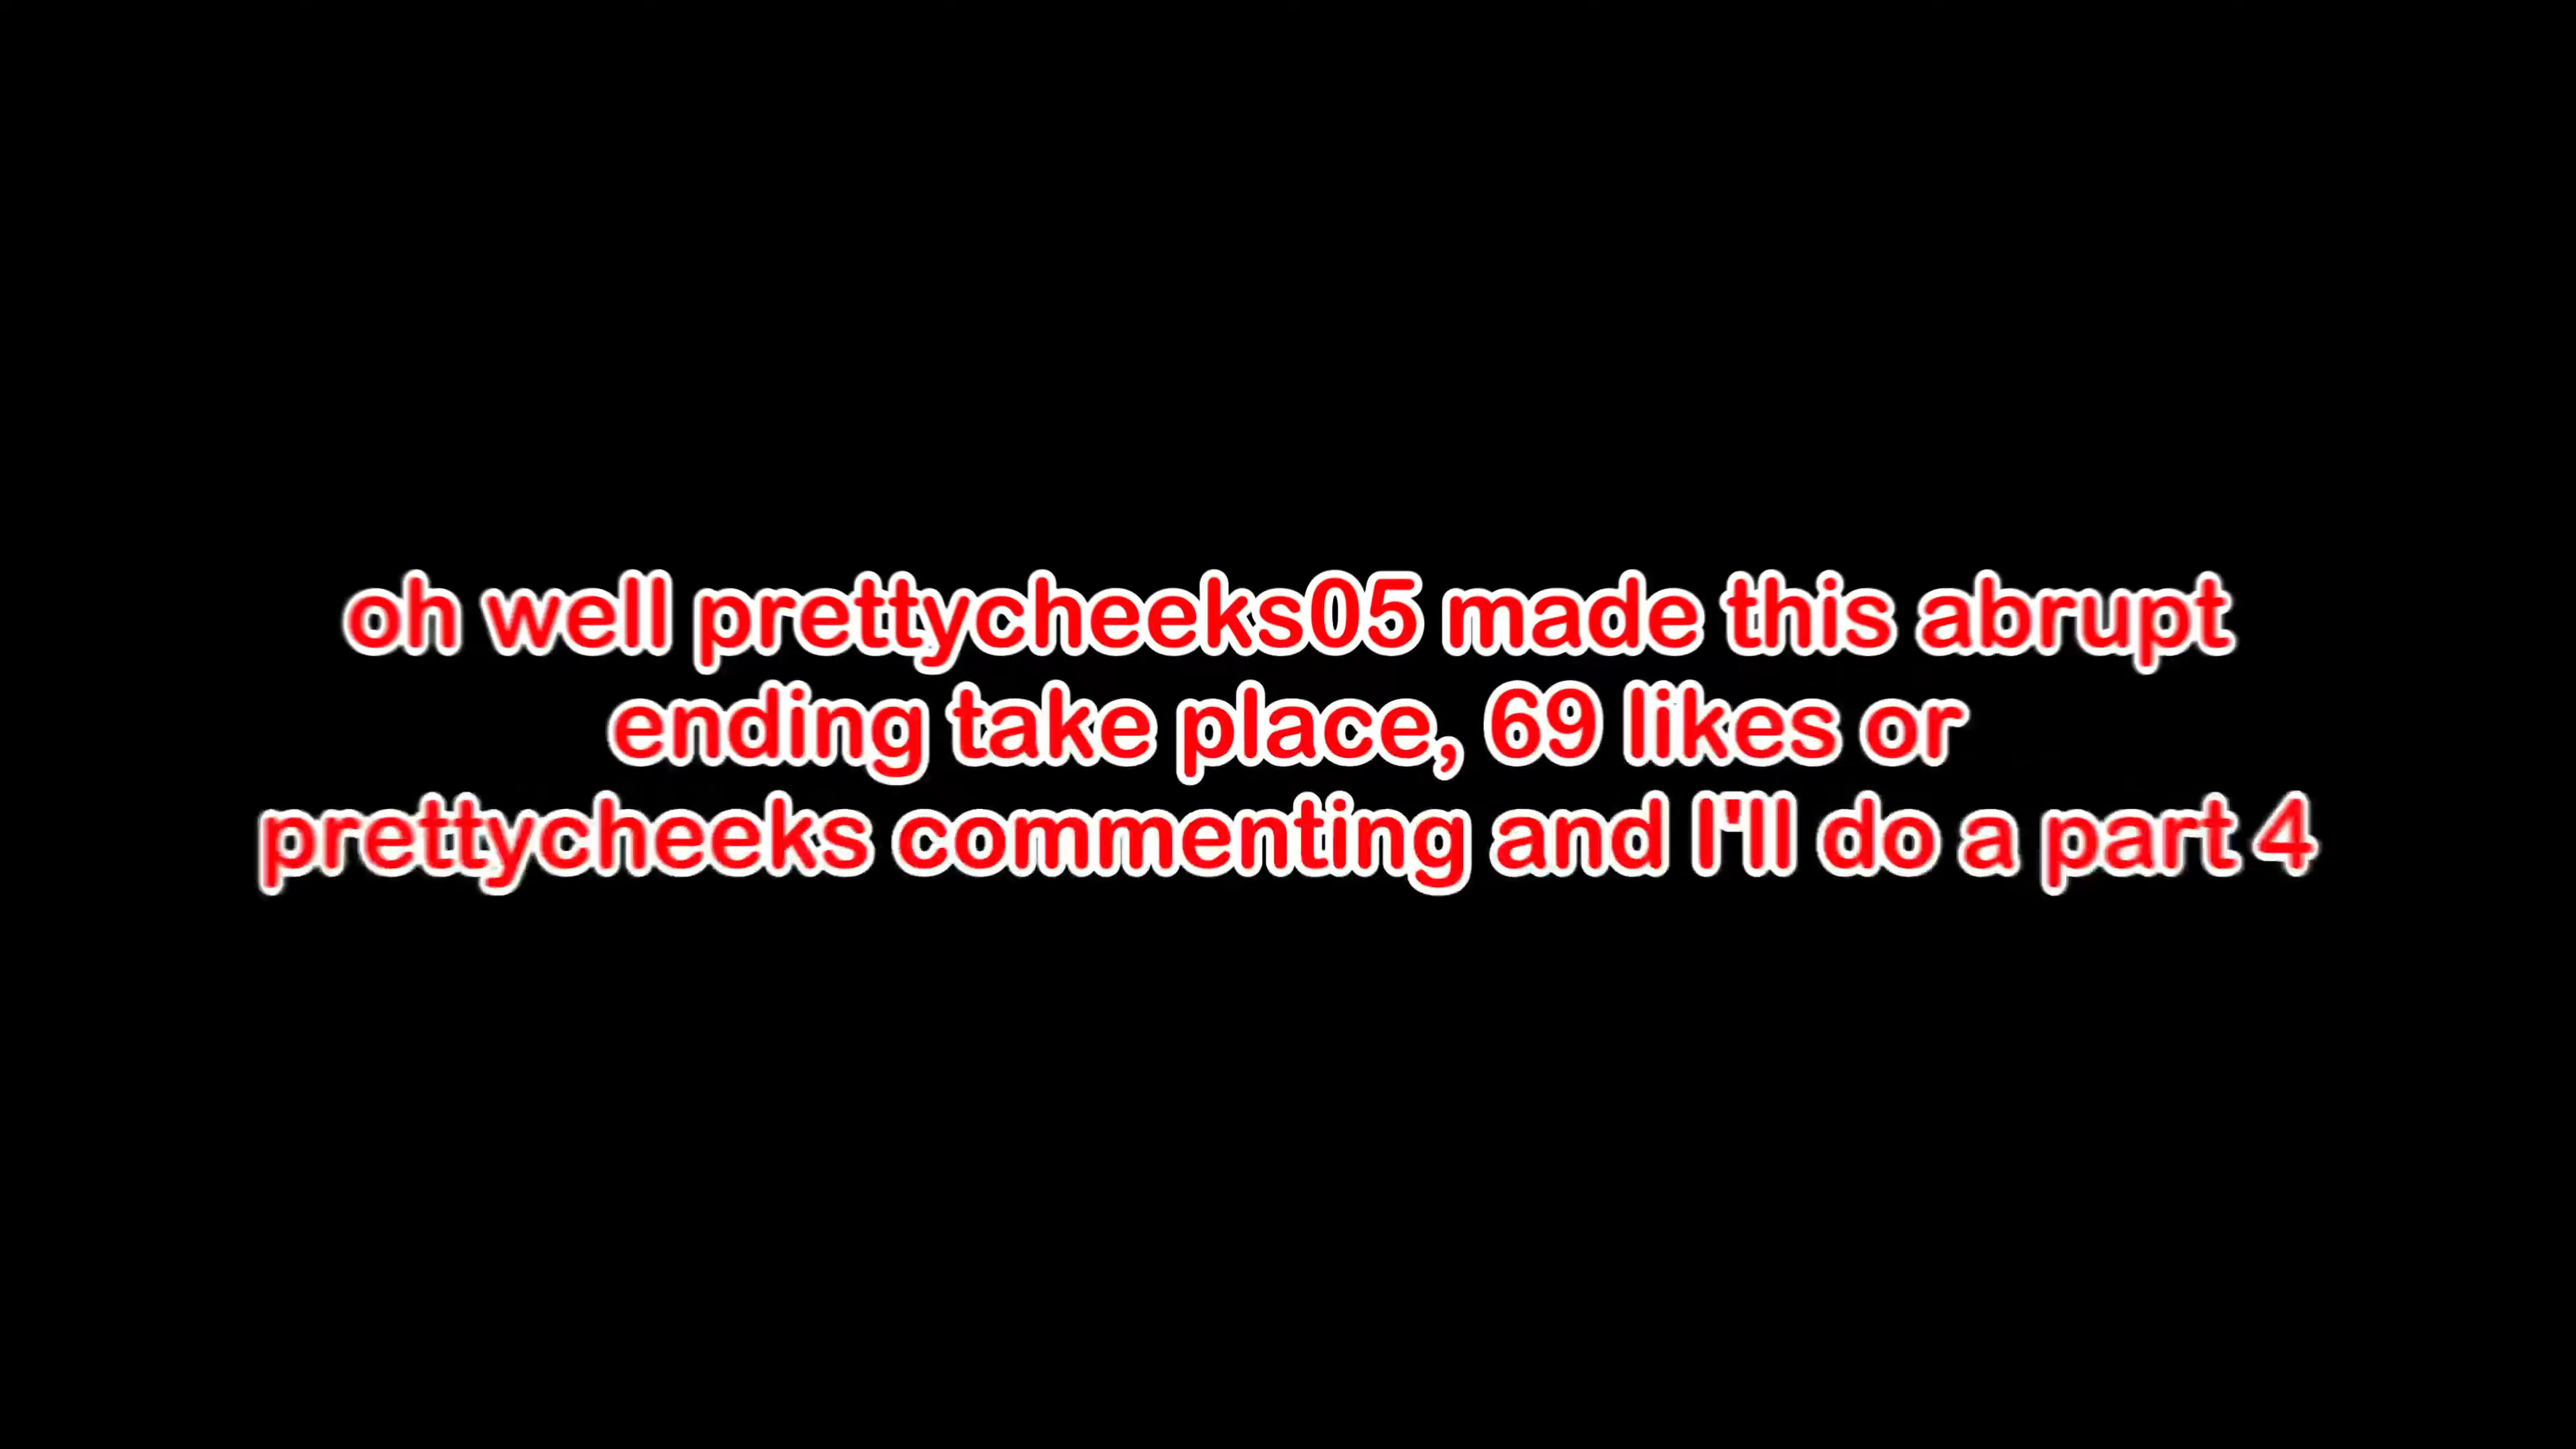 oh well prettycheeks05 made this abrupt
ending take place, 69 likes or
prettycheeks commenting and I'll do a part 4